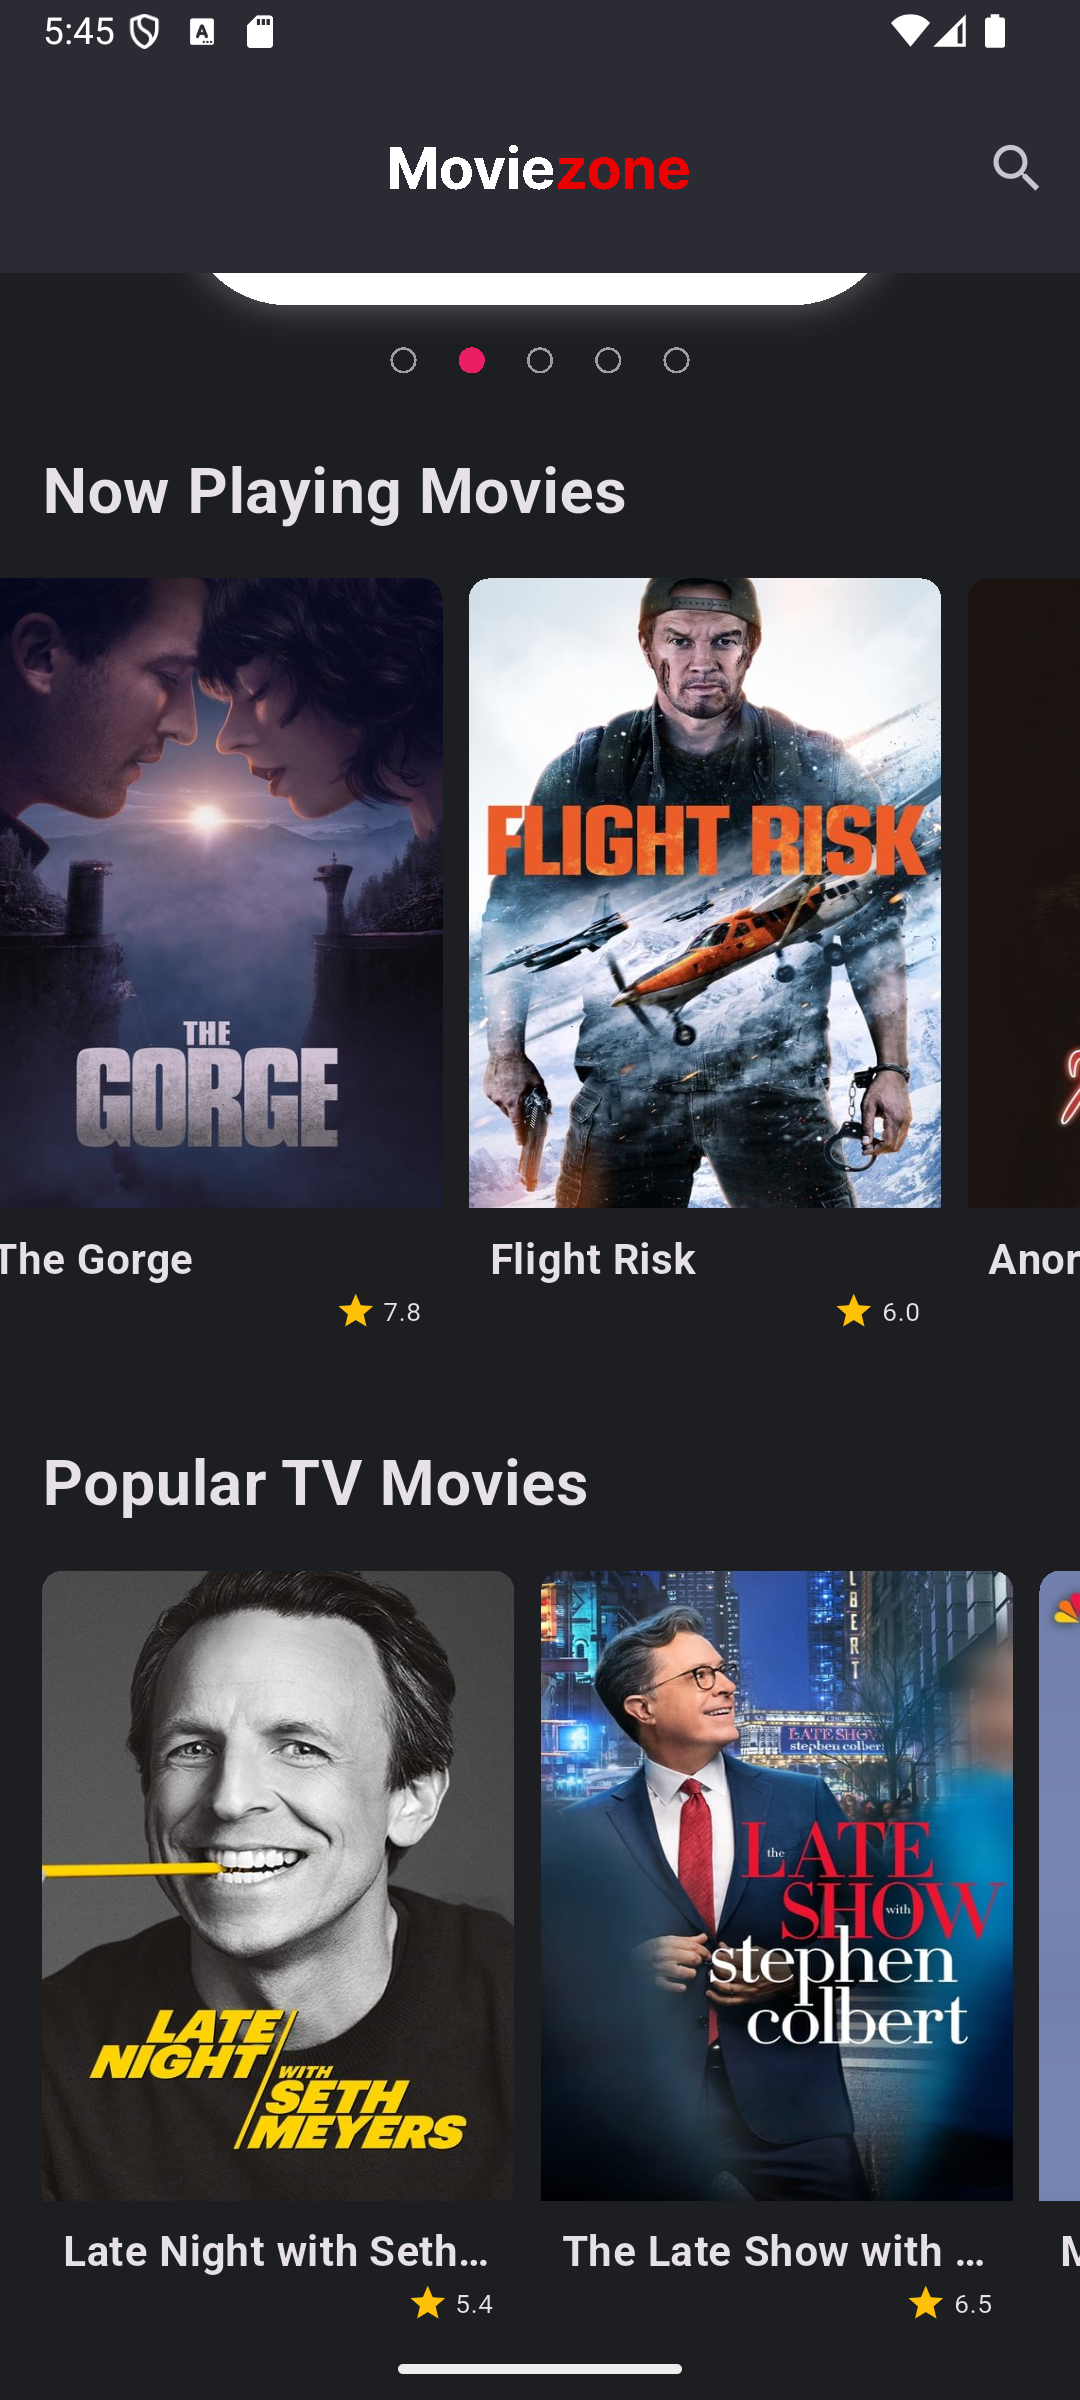 5:45
Moviezone
Now Playing Movies
THE
GORGE
FLIGHT RISK
The Gorge
Flight Risk
7.8
6.0
Popular TV Movies
LATE
NIGHT
WITH
SETH
MEYERS
LBERT
LATE SHOW
stephen colbert
the
LATE
SHOW
with
stephen
colbert
Late Night with Seth...
The Late Show with ...
5.4
6.5